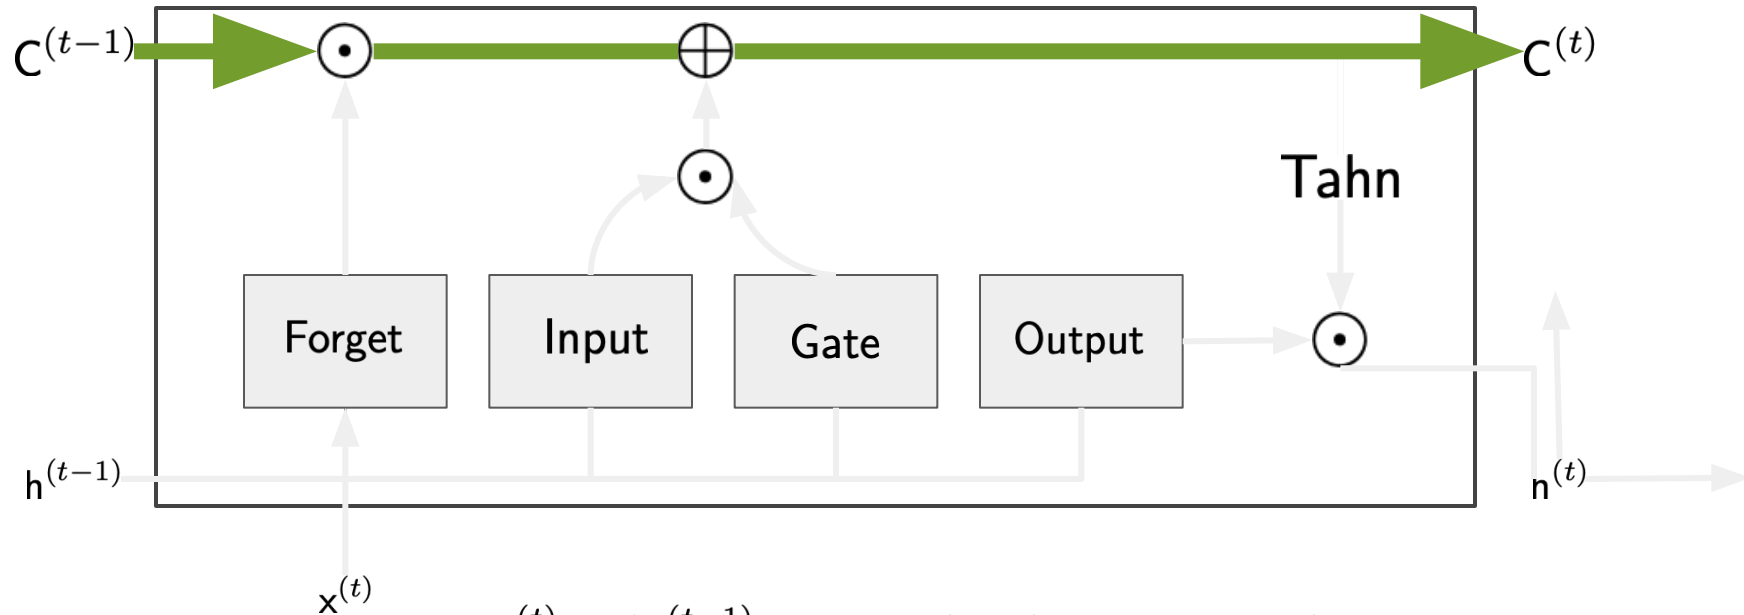 C^{(t-1)}
C^{(t)}
Tahn
Forget Input Gate Output
h^{(t-1)}
h^{(t)}
x^{(t)}